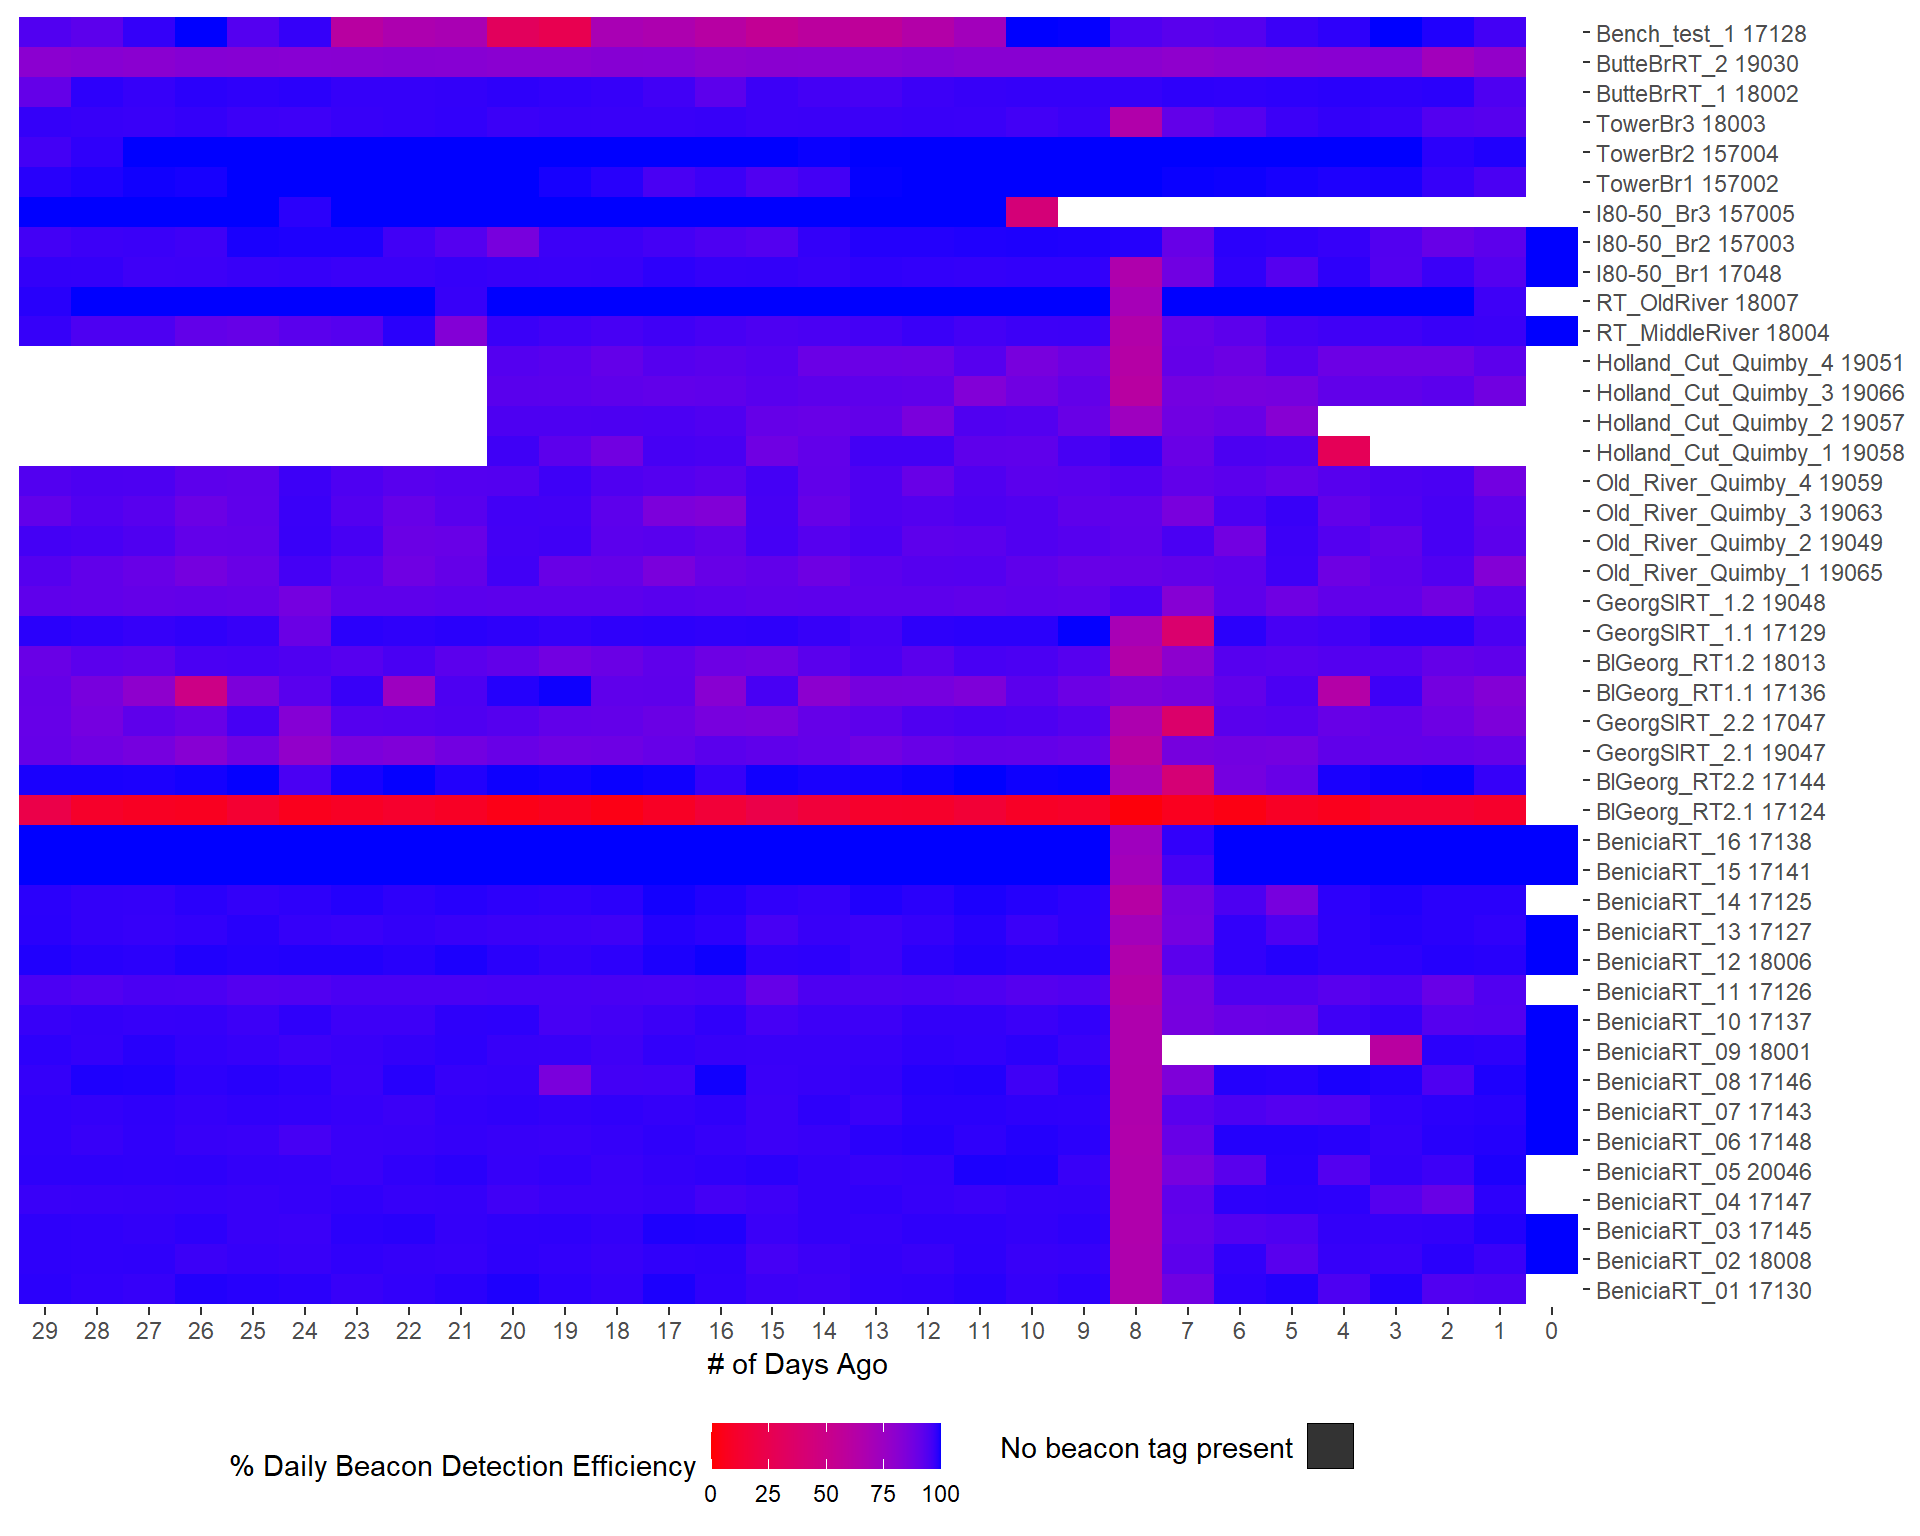 Bench_test_1 17128
ButteBrRT_2 19030
ButteBrRT_1 18002
TowerBr3 18003
TowerBr2 157004
TowerBr1 157002
I80-50_Br3 157005
I80-50_Br2 157003
I80-50_Br1 17048
RT_OldRiver 18007
RT_MiddleRiver 18004
Holland_Cut_Quimby_4 19051
Holland_Cut_Quimby_3 19066
Holland_Cut_Quimby_2 19057
Holland_Cut_Quimby_1 19058
Old_River_Quimby_4 19059
Old_River_Quimby_3 19063
Old_River_Quimby_2 19049
Old_River_Quimby_1 19065
GeorgSlRT_1.2 19048
GeorgSlRT_1.1 17129
BlGeorg_RT1.2 18013
BlGeorg_RT1.1 17136
GeorgSlRT_2.2 17047
GeorgSlRT_2.1 19047
BlGeorg_RT2.2 17144
BlGeorg_RT2.1 17124
BeniciaRT_16 17138
BeniciaRT_15 17141
BeniciaRT_14 17125
BeniciaRT_13 17127
BeniciaRT_12 18006
BeniciaRT_11 17126
BeniciaRT_10 17137
BeniciaRT_09 18001
BeniciaRT_08 17146
BeniciaRT_07 17143
BeniciaRT_06 17148
BeniciaRT_05 20046
BeniciaRT_04 17147
BeniciaRT_03 17145
BeniciaRT_02 18008
BeniciaRT_01 17130
29 28 27 26 25 24 23 22 21 20 19 18 17 16 15 14 13 12 11 10 9 8 7 6 5 4 3 2 1 0
# of Days Ago
% Daily Beacon Detection Efficiency
0 25 50 75 100
No beacon tag present